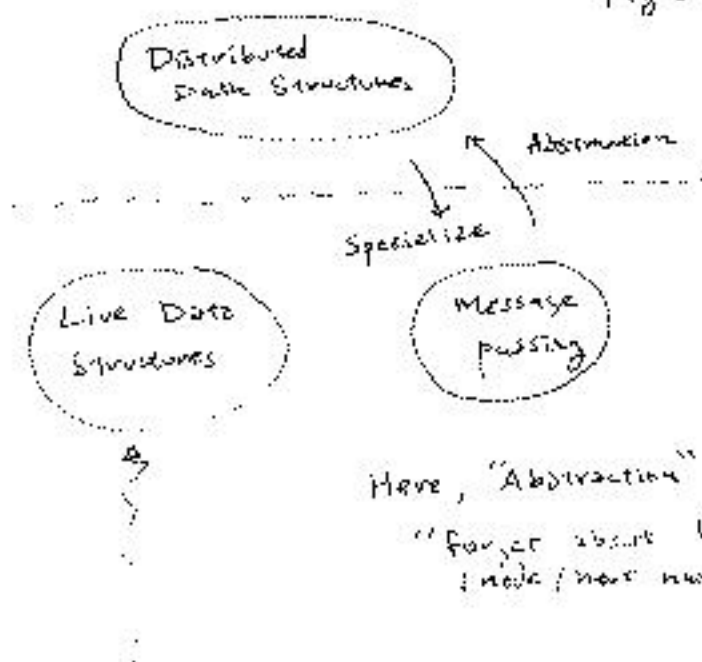 Distributed
Data Structures
Abstraction
Specialize
Live Data
Structures
Message
passing
Here, "Abstraction"
"forget about